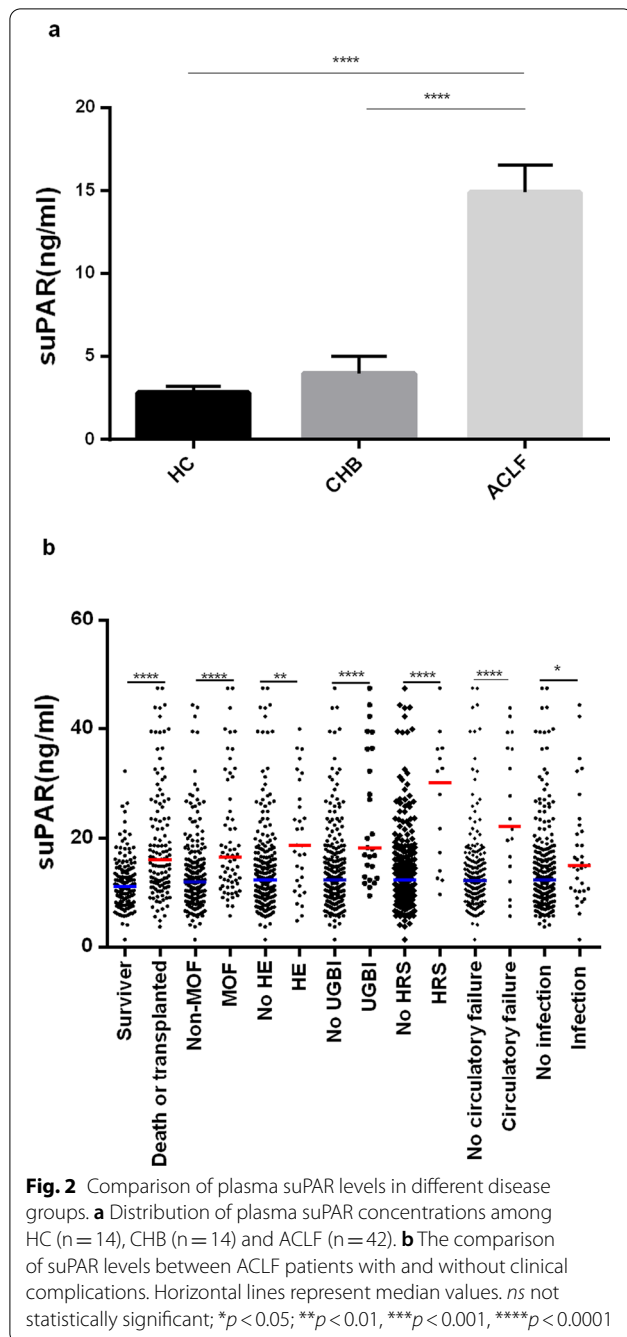 a
****
****
20
15
10
5
0
suPAR(ng/ml)
HC
CHB
ACLF
b
60
40
20
0
suPAR(ng/ml)
****
****
**
****
****
****
*
Surviver
Death or transplanted
Non-MOF
MOF
No HE
HE
No UGBI
UGBI
No HRS
HRS
No circulatory failure
Circulatory failure
No infection
Infection
Fig. 2 Comparison of plasma suPAR levels in different disease
groups. a Distribution of plasma suPAR concentrations among
HC (n = 14), CHB (n = 14) and ACLF (n = 42). b The comparison
of suPAR levels between ACLF patients with and without clinical
complications. Horizontal lines represent median values. ns not
statistically significant; *p < 0.05; **p < 0.01, ***p < 0.001, ****p < 0.0001